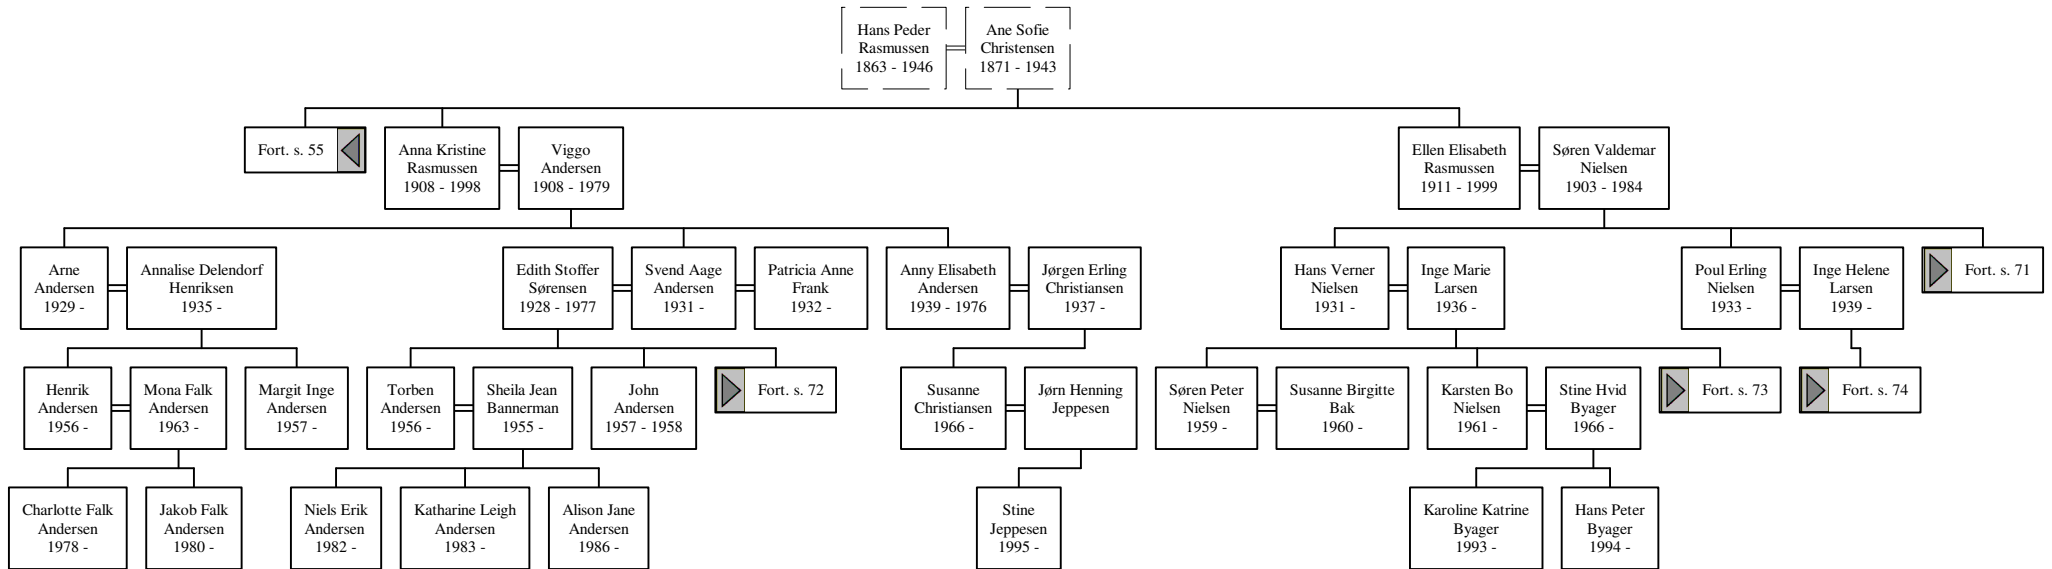 Hans Peder
Rasmussen
1863 - 1946
Ane Sofie
Christensen
1871 - 1943
Fort. s. 55
Anna Kristine
Rasmussen
1908 - 1998
Viggo
Andersen
1908 - 1979
Ellen Elisabeth
Rasmussen
1911 - 1999
Søren Valdemar
Nielsen
1903 - 1984
Arne
Andersen
1929 -
Annalise Delendorf
Henriksen
1935 -
Edith Stoffer
Sørensen
1928 - 1977
Svend Aage
Andersen
1931 -
Patricia Anne
Frank
1932 -
Anny Elisabeth
Andersen
1939 - 1976
Jørgen Erling
Christiansen
1937 -
Hans Verner
Nielsen
1931 -
Inge Marie
Larsen
1936 -
Poul Erling
Nielsen
1933 -
Inge Helene
Larsen
1939 -
Fort. s. 71
Henrik
Andersen
1956 -
Mona Falk
Andersen
1963 -
Margit Inge
Andersen
1957 -
Torben
Andersen
1956 -
Sheila Jean
Bannerman
1955 -
John
Andersen
1957 - 1958
Fort. s. 72
Susanne
Christiansen
1966 -
Jørn Henning
Jeppesen
Søren Peter
Nielsen
1959 -
Susanne Birgitte
Bak
1960 -
Karsten Bo
Nielsen
1961 -
Stine Hvid
Byager
1966 -
Fort. s. 73
Fort. s. 74
Charlotte Falk
Andersen
1978 -
Jakob Falk
Andersen
1980 -
Niels Erik
Andersen
1982 -
Katharine Leigh
Andersen
1983 -
Alison Jane
Andersen
1986 -
Stine
Jeppesen
1995 -
Karoline Katrine
Byager
1993 -
Hans Peter
Byager
1994 -